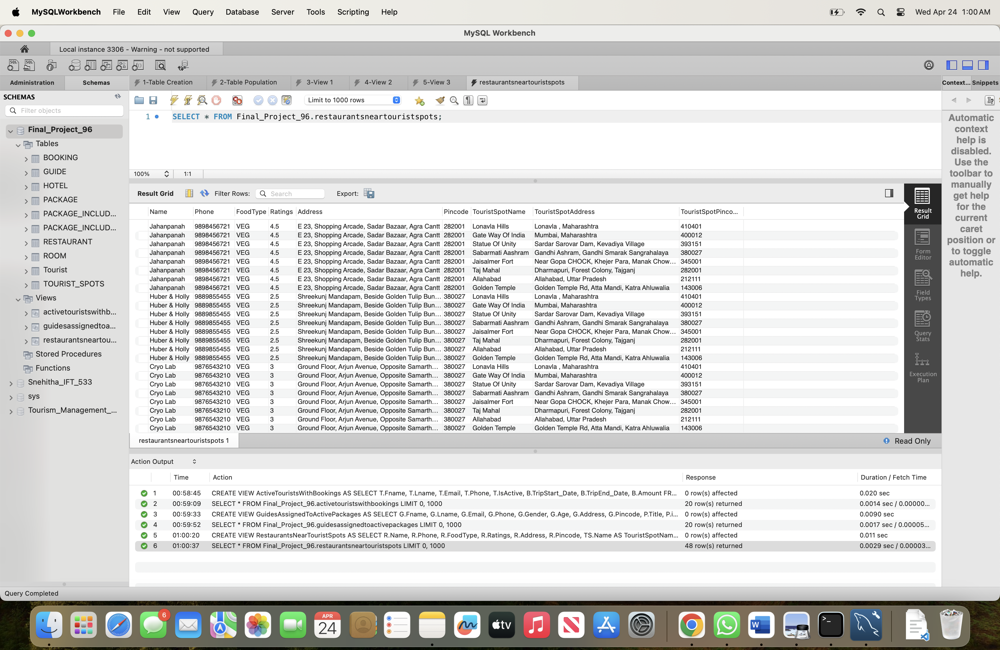 MySQLWorkbench File Edit View Query Database Server Tools Scripting Help Wed Apr 24 1:00 AM
MySQL Workbench
Local instance 3306 - Warning - not supported
Administration Schemas 1-Table Creation 2-Table Population 3-View 1 4-View 2 5-View 3 restaurantsneartouristspots Context... Snippets
SCHEMAS
Filter objects
Limit to 1000 rows
1 SELECT * FROM Final_Project_96.restaurantsneartouristspots;
Final_Project_96
Tables
BOOKING
GUIDE
HOTEL
PACKAGE
PACKAGE_INCLUD...
PACKAGE_INCLUD...
RESTAURANT
ROOM
Tourist
TOURIST_SPOTS
Views
activetouristswithb...
guidesassignedtoa...
restaurantsneartou...
Stored Procedures
Functions
Snehitha_IFT_533
sys
Tourism_Management_...
100% 1:1
Result Grid Filter Rows: Search Export:
Name Phone FoodType Ratings Address Pincode TouristSpotName TouristSpotAddress TouristSpotPinco...
Jahanpanah 9898456721 VEG 4.5 E 23, Shopping Arcade, Sadar Bazaar, Agra Cantt 282001 Lonavla Hills Lonavla , Maharashtra 410401
Jahanpanah 9898456721 VEG 4.5 E 23, Shopping Arcade, Sadar Bazaar, Agra Cantt 282001 Gate Way Of India Mumbai, Maharashtra 400012
Jahanpanah 9898456721 VEG 4.5 E 23, Shopping Arcade, Sadar Bazaar, Agra Cantt 282001 Statue Of Unity Sardar Sarovar Dam, Kevadiya Village 393151
Jahanpanah 9898456721 VEG 4.5 E 23, Shopping Arcade, Sadar Bazaar, Agra Cantt 282001 Sabarmati Aashram Gandhi Ashram, Gandhi Smarak Sangrahalaya 380027
Jahanpanah 9898456721 VEG 4.5 E 23, Shopping Arcade, Sadar Bazaar, Agra Cantt 282001 Jaisalmer Fort Near Gopa CHOCK, Khejer Para, Manak Chow... 345001
Jahanpanah 9898456721 VEG 4.5 E 23, Shopping Arcade, Sadar Bazaar, Agra Cantt 282001 Taj Mahal Dharmapuri, Forest Colony, Tajganj 282001
Jahanpanah 9898456721 VEG 4.5 E 23, Shopping Arcade, Sadar Bazaar, Agra Cantt 282001 Allahabad Allahabad, Uttar Pradesh 212111
Jahanpanah 9898456721 VEG 4.5 E 23, Shopping Arcade, Sadar Bazaar, Agra Cantt 282001 Golden Temple Golden Temple Rd, Atta Mandi, Katra Ahluwalia 143006
Huber & Holly 9889855455 VEG 2.5 Shreekunj Mandapam, Beside Golden Tulip Bun... 380027 Lonavla Hills Lonavla , Maharashtra 410401
Huber & Holly 9889855455 VEG 2.5 Shreekunj Mandapam, Beside Golden Tulip Bun... 380027 Gate Way Of India Mumbai, Maharashtra 400012
Huber & Holly 9889855455 VEG 2.5 Shreekunj Mandapam, Beside Golden Tulip Bun... 380027 Statue Of Unity Sardar Sarovar Dam, Kevadiya Village 393151
Huber & Holly 9889855455 VEG 2.5 Shreekunj Mandapam, Beside Golden Tulip Bun... 380027 Sabarmati Aashram Gandhi Ashram, Gandhi Smarak Sangrahalaya 380027
Huber & Holly 9889855455 VEG 2.5 Shreekunj Mandapam, Beside Golden Tulip Bun... 380027 Jaisalmer Fort Near Gopa CHOCK, Khejer Para, Manak Chow... 345001
Huber & Holly 9889855455 VEG 2.5 Shreekunj Mandapam, Beside Golden Tulip Bun... 380027 Taj Mahal Dharmapuri, Forest Colony, Tajganj 282001
Huber & Holly 9889855455 VEG 2.5 Shreekunj Mandapam, Beside Golden Tulip Bun... 380027 Allahabad Allahabad, Uttar Pradesh 212111
Huber & Holly 9889855455 VEG 2.5 Shreekunj Mandapam, Beside Golden Tulip Bun... 380027 Golden Temple Golden Temple Rd, Atta Mandi, Katra Ahluwalia 143006
Cryo Lab 9876543210 VEG 3 Ground Floor, Arjun Avenue, Opposite Samarth... 380027 Lonavla Hills Lonavla , Maharashtra 410401
Cryo Lab 9876543210 VEG 3 Ground Floor, Arjun Avenue, Opposite Samarth... 380027 Gate Way Of India Mumbai, Maharashtra 400012
Cryo Lab 9876543210 VEG 3 Ground Floor, Arjun Avenue, Opposite Samarth... 380027 Statue Of Unity Sardar Sarovar Dam, Kevadiya Village 393151
Cryo Lab 9876543210 VEG 3 Ground Floor, Arjun Avenue, Opposite Samarth... 380027 Sabarmati Aashram Gandhi Ashram, Gandhi Smarak Sangrahalaya 380027
Cryo Lab 9876543210 VEG 3 Ground Floor, Arjun Avenue, Opposite Samarth... 380027 Jaisalmer Fort Near Gopa CHOCK, Khejer Para, Manak Chow... 345001
Cryo Lab 9876543210 VEG 3 Ground Floor, Arjun Avenue, Opposite Samarth... 380027 Taj Mahal Dharmapuri, Forest Colony, Tajganj 282001
Cryo Lab 9876543210 VEG 3 Ground Floor, Arjun Avenue, Opposite Samarth... 380027 Allahabad Allahabad, Uttar Pradesh 212111
Cryo Lab 9876543210 VEG 3 Ground Floor, Arjun Avenue, Opposite Samarth... 380027 Golden Temple Golden Temple Rd, Atta Mandi, Katra Ahluwalia 143006
Result
Grid
Form
Editor
Field
Types
Query
Stats
Execution
Plan
Automatic
context
help is
disabled.
Use the
toolbar to
manually
get help
for the
current
caret
position or
to toggle
automatic
help.
restaurantsneartouristspots 1 Read Only
Action Output
Time Action Response Duration / Fetch Time
1 00:58:45 CREATE VIEW ActiveTouristsWithBookings AS SELECT T.Fname, T.Lname, T.Email, T.Phone, T.IsActive, B.TripStart_Date, B.TripEnd_Date, B.Amount FR... 0 row(s) affected 0.020 sec
2 00:59:09 SELECT * FROM Final_Project_96.activetouristswithbookings LIMIT 0, 1000 20 row(s) returned 0.0014 sec / 0.00000...
3 00:59:33 CREATE VIEW GuidesAssignedToActivePackages AS SELECT G.Fname, G.Lname, G.Email, G.Phone, G.Gender, G.Age, G.Address, G.Pincode, P.Title, P.i... 0 row(s) affected 0.0090 sec
4 00:59:52 SELECT * FROM Final_Project_96.guidesassignedtoactivepackages LIMIT 0, 1000 20 row(s) returned 0.0017 sec / 0.00005...
5 01:00:20 CREATE VIEW RestaurantsNearTouristSpots AS SELECT R.Name, R.Phone, R.FoodType, R.Ratings, R.Address, R.Pincode, TS.Name AS TouristSpotNam... 0 row(s) affected 0.011 sec
6 01:00:37 SELECT * FROM Final_Project_96.restaurantsneartouristspots LIMIT 0, 1000 48 row(s) returned 0.0029 sec / 0.00003...
Query Completed
6
APR
24
tv
W